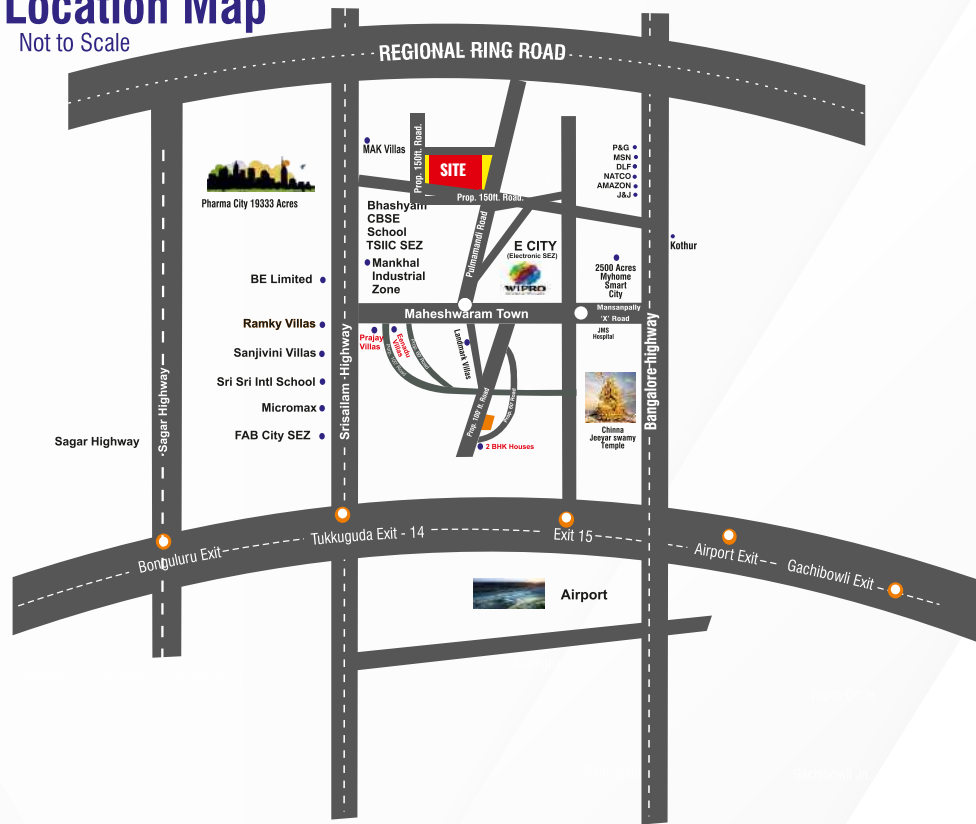 Location Map
Not to Scale
REGIONAL RING ROAD
MAK Villas
Prop. 150ft. Road.
SITE
Prop. 150ft. Road.
P&G
MSN
DLF
NATCO
AMAZON
J&J
Pharma City 19333 Acres
Bhashyam
CBSE
School
TSIIC SEZ
Mankhal
Industrial
Zone
Pulmamandi Road
E CITY
(Electronic SEZ)
WIPRO
Kothur
2500 Acres
Myhome
Smart
City
BE Limited
Ramky Villas
Sanjivini Villas
Sri Sri Intl School
Micromax
FAB City SEZ
Maheshwaram Town
Mansanpally
'X' Road
JMS
Hospital
Prajay
Villas
Eenadu
Villas
Landmark Villas
Prop. 100 ft. Road
2 BHK Houses
Chinna
Jeeyar swamy
Temple
Sagar Highway
Sagar Highway
Srisailam Highway
Bangalore highway
Bonguluru Exit
Tukkuguda Exit - 14
Exit 15
Airport Exit
Gachibowli Exit
Airport